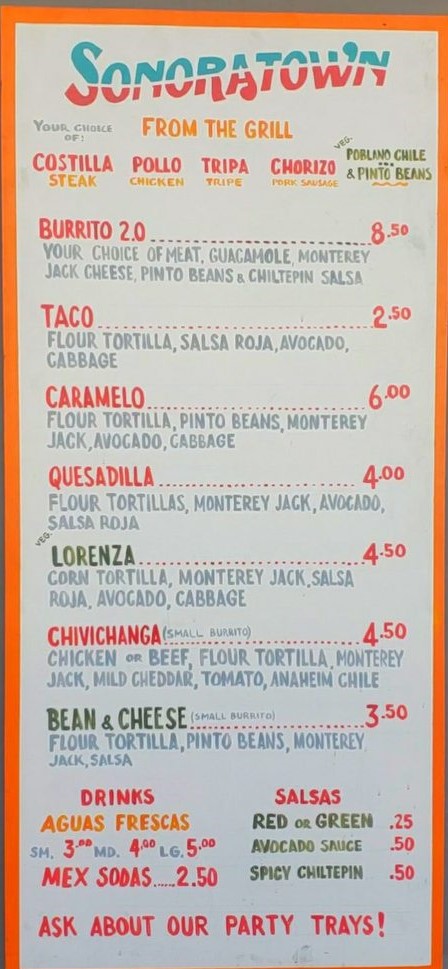 SONORATOWN
YOUR CHOICE OF: FROM THE GRILL
COSTILLA POLLO TRIPA CHORIZO VEG. POBLANO CHILE
STEAK CHICKEN TRIPE PORK SAUSAGE & PINTO BEANS
BURRITO 2.0 8.50
YOUR CHOICE OF MEAT, GUACAMOLE, MONTEREY
JACK CHEESE, PINTO BEANS & CHILTEPIN SALSA
TACO 2.50
FLOUR TORTILLA, SALSA ROJA, AVOCADO,
CABBAGE
CARAMELO 6.00
FLOUR TORTILLA, PINTO BEANS, MONTEREY
JACK, AVOCADO, CABBAGE
QUESADILLA 4.00
FLOUR TORTILLAS, MONTEREY JACK, AVOCADO,
SALSA ROJA
VEG. LORENZA 4.50
CORN TORTILLA, MONTEREY JACK, SALSA
ROJA, AVOCADO, CABBAGE
CHIVICHANGA (SMALL BURRITO) 4.50
CHICKEN OR BEEF, FLOUR TORTILLA, MONTEREY
JACK, MILD CHEDDAR, TOMATO, ANAHEIM CHILE
BEAN & CHEESE (SMALL BURRITO) 3.50
FLOUR TORTILLA, PINTO BEANS, MONTEREY
JACK, SALSA
DRINKS
AGUAS FRESCAS
SM. 3.00 MD. 4.00 LG. 5.00
MEX SODAS.....2.50
SALSAS
RED OR GREEN .25
AVOCADO SAUCE .50
SPICY CHILTEPIN .50
ASK ABOUT OUR PARTY TRAYS!